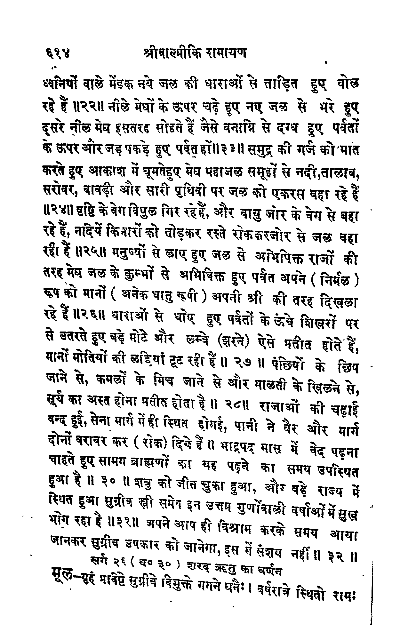 ६१४ श्रीवाल्मीकि रामायण
ध्वनियों वाले मेंडक नये जल की धाराओं से ताड़ित हुए बोल
रहे हैं ॥२२॥ नीले मेघों के ऊपर चढ़े हुए नए जल से भरे हुए
दूसरे नील मेघ इसतरह सोहते हैं जैसे बनाग्नि से दग्ध हुए पर्वतों
के ऊपर और जड़ पकड़े हुए पर्वत हों॥२३॥ समुद्र की गर्ज को मात
करते हुए आकाश में घूमतेहुए मेघ महाजल समूहों से नदी,तालाब,
सरोवर, बावड़ी और सारी पृथिवी पर जल को एकरस बहा रहे हैं
॥२४॥ वृष्टि के बेग विपुल गिर रहे हैं, और वायु जोर के बेग से बहा
रहे हैं, नादियें किनारों को तोड़कर रस्ते रोककरजोर से जल बहा
रही हैं ॥२५॥ मनुष्यों से लाए हुए जल से अभिषिक्त राजों की
तरह मेघ जल के कुम्भों से अभिषिक्त हुए पर्वत अपने ( निर्मल )
रूप को मानों ( अनेक धातु रूपी ) अपनी श्री की तरह दिखला
रहे हैं ॥२६॥ धाराओं से धोए हुए पर्वतों के ऊंचे शिखरों पर
से उतरते हुए बड़े मोटे और लम्बे (झरने) ऐसे प्रतीत होते हैं,
मानों मोतियों की लड़ियां टूट रही हैं ॥ २७ ॥ पंछियों के छिप
जाने से, कमलों के मिच जाने से और मालती के खिलने से,
सूर्य का अस्त होना प्रतीत होता है ॥ २८॥ राजाओं की चढ़ाई
बन्द हुई, सेना मार्ग में ही स्थित होगई, पानी ने वैर और मार्ग
दोनों बराबर कर ( रोक) दिये हैं ॥ भाद्रपद मास में वेद पढ़ना
चाहते हुए सामग ब्राह्मणों का यह पढ़ने का समय उपस्थित
हुआ है ॥ ३० ॥ शत्रु को जीत चुका हुआ, और बड़े राज्य में
स्थित हुआ सुग्रीव स्त्री समेत इन उत्तम गुणोंवाली वर्षाओं में सुख
भोग रहा है ॥३१॥ अपने आप ही विश्राम करके समय आया
जानकर सुग्रीव उपकार को जानेगा, इस में संशय नहीं ॥ ३२ ॥
सर्ग २६ ( व० ३० ) शरद ऋतु का वर्णन
मूल–गुहां प्रविष्टे सुग्रीवे विमुक्ते गगने घनैः। वर्षरात्रे स्थितो रामः